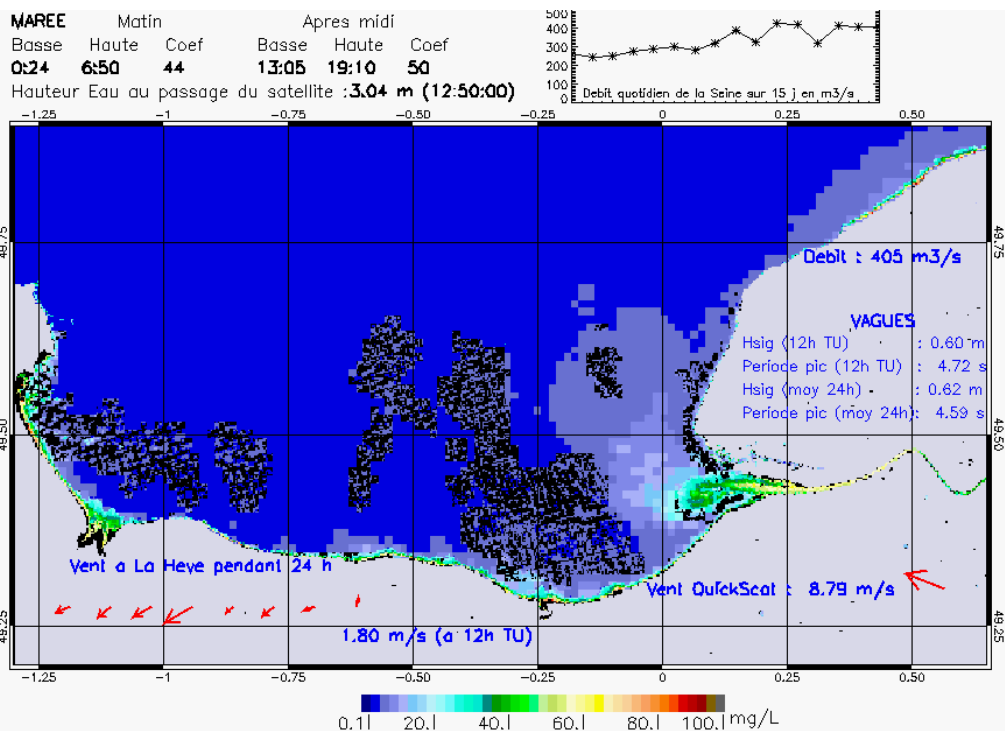 MAREE Matin Apres midi
Basse Haute Coef Basse Haute Coef
0:24 6:50 44 13:05 19:10 50
Hauteur Eau au passage du satellite : 3.04 m (12:50:00)
500
400
300
200
100
0
Debit quotidien de la Seine sur 15 j en m3/s
-1.25 -1 -0.75 -0.50 -0.25 0 0.25 0.50
49.75 49.75
Debit : 405 m3/s
VAGUES
Hsig (12h TU) : 0.60 m
Periode pic (12h TU) : 4.72 s
Hsig (moy 24h) - : 0.62 m
Periode pic (moy 24h): 4.59 s
49.50 49.50
Vent a La Heve pendant 24 h
Vent QuickScat : 8.79 m/s
1.80 m/s (a 12h TU)
49.25 49.25
-1.25 -1 -0.75 -0.50 -0.25 0 0.25 0.50
0.1| 20.| 40.| 60.| 80.| 100.| mg/L